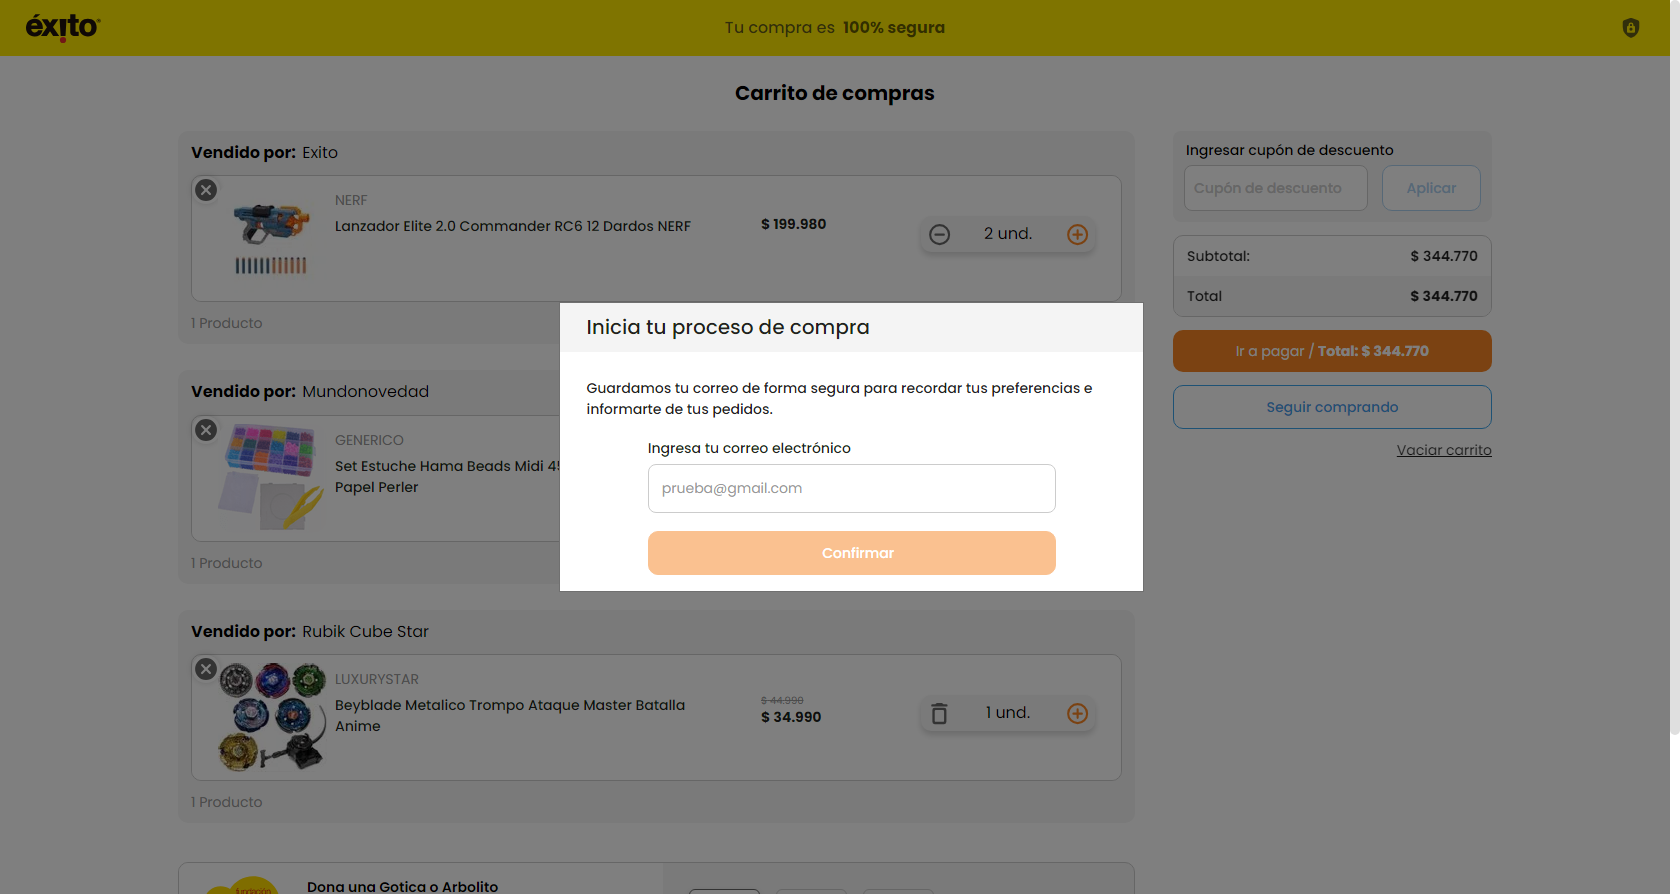 éxito
Tu compra es 100% segura
Carrito de compras
Vendido por: Exito
NERF
Lanzador Elite 2.0 Commander RC6 12 Dardos NERF
$ 199.980
2 und.
1 Producto
Vendido por: Mundonovedad
GENERICO
Set Estuche Hama Beads Midi
Papel Perler
1 Producto
Vendido por: Rubik Cube Star
LUXURYSTAR
Beyblade Metalico Trompo Ataque Master Batalla
Anime
$ 44.990
$ 34.990
1 und.
1 Producto
Dona una Gotica o Arbolito
fundación
Inicia tu proceso de compra
Guardamos tu correo de forma segura para recordar tus preferencias e
informarte de tus pedidos.
Ingresa tu correo electrónico
prueba@gmail.com
Confirmar
Ingresar cupón de descuento
Cupón de descuento
Aplicar
Subtotal: $ 344.770
Total $ 344.770
Ir a pagar / Total: $ 344.770
Seguir comprando
Vaciar carrito